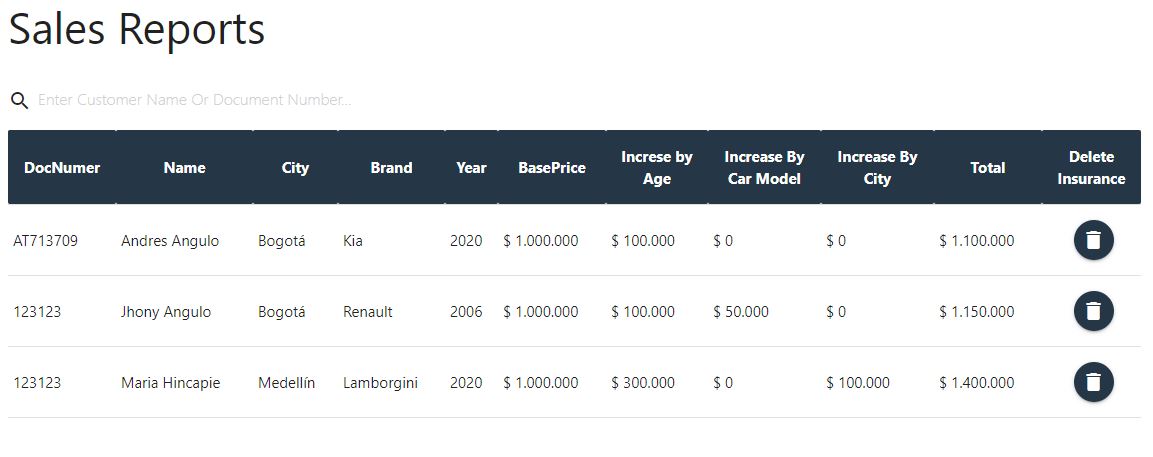 Sales Reports
Enter Customer Name Or Document Number...
DocNumer Name City Brand Year BasePrice Increse by Age Increase By Car Model Increase By City Total Delete Insurance
AT713709 Andres Angulo Bogotá Kia 2020 $ 1.000.000 $ 100.000 $ 0 $ 0 $ 1.100.000
123123 Jhony Angulo Bogotá Renault 2006 $ 1.000.000 $ 100.000 $ 50.000 $ 0 $ 1.150.000
123123 Maria Hincapie Medellín Lamborgini 2020 $ 1.000.000 $ 300.000 $ 0 $ 100.000 $ 1.400.000